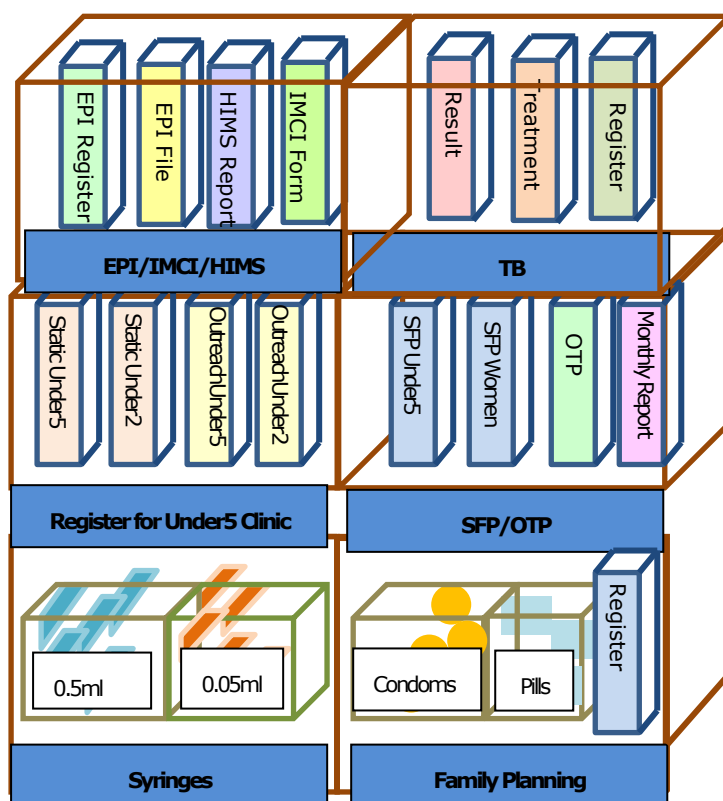 EPI Register
EPI File
HIMS Report
IMCI Form
Result
Treatment
Register
EPI/IMCI/HIMS
TB
Static Under5
Static Under2
OutreachUnder5
OutreachUnder2
SFP Under5
SFP Women
OTP
Monthly Report
Register for Under5 Clinic
SFP/OTP
0.5ml
0.05ml
Condoms
Pills
Register
Syringes
Family Planning